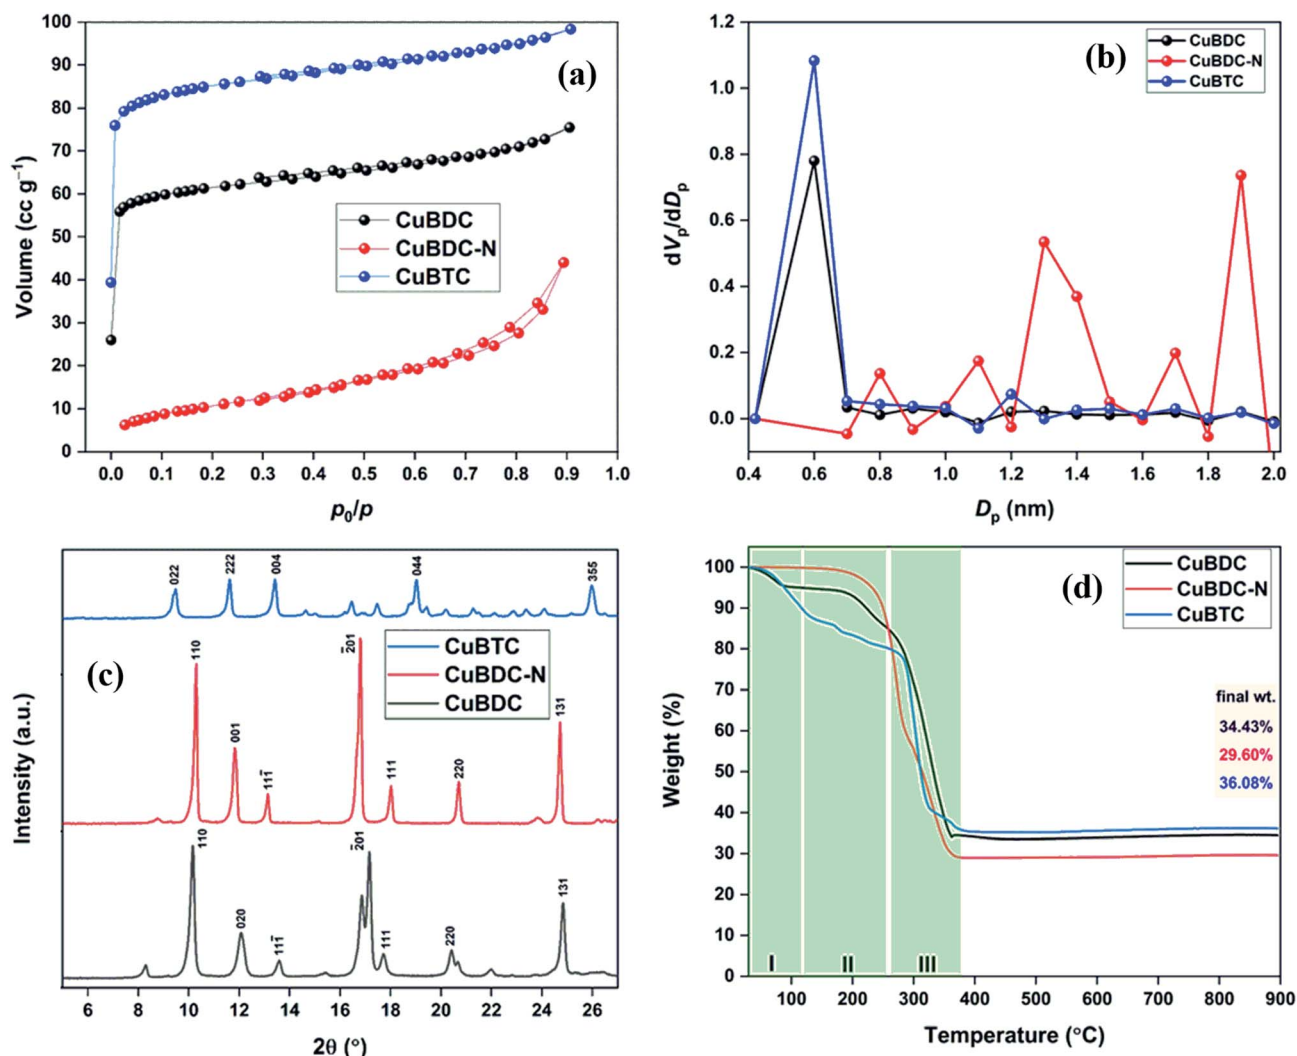 100
90
80
70
60
50
40
30
20
10
0
Volume (cc g⁻¹)
(a)
CuBDC
CuBDC-N
CuBTC
0.0 0.1 0.2 0.3 0.4 0.5 0.6 0.7 0.8 0.9 1.0
p₀/p
1.2
1.0
0.8
0.6
0.4
0.2
0.0
dVₚ/dDₚ
(b)
CuBDC
CuBDC-N
CuBTC
0.4 0.6 0.8 1.0 1.2 1.4 1.6 1.8 2.0
Dₚ (nm)
Intensity (a.u.)
(c)
022
222
004
044
355
CuBTC
CuBDC-N
CuBDC
110
001
11̄1̄
2̄01
111
220
131
110
020
11̄1̄
2̄01
111
220
131
6 8 10 12 14 16 18 20 22 24 26
2θ (°)
100
90
80
70
60
50
40
30
20
10
0
Weight (%)
(d)
CuBDC
CuBDC-N
CuBTC
final wt.
34.43%
29.60%
36.08%
I II III
100 200 300 400 500 600 700 800 900
Temperature (°C)